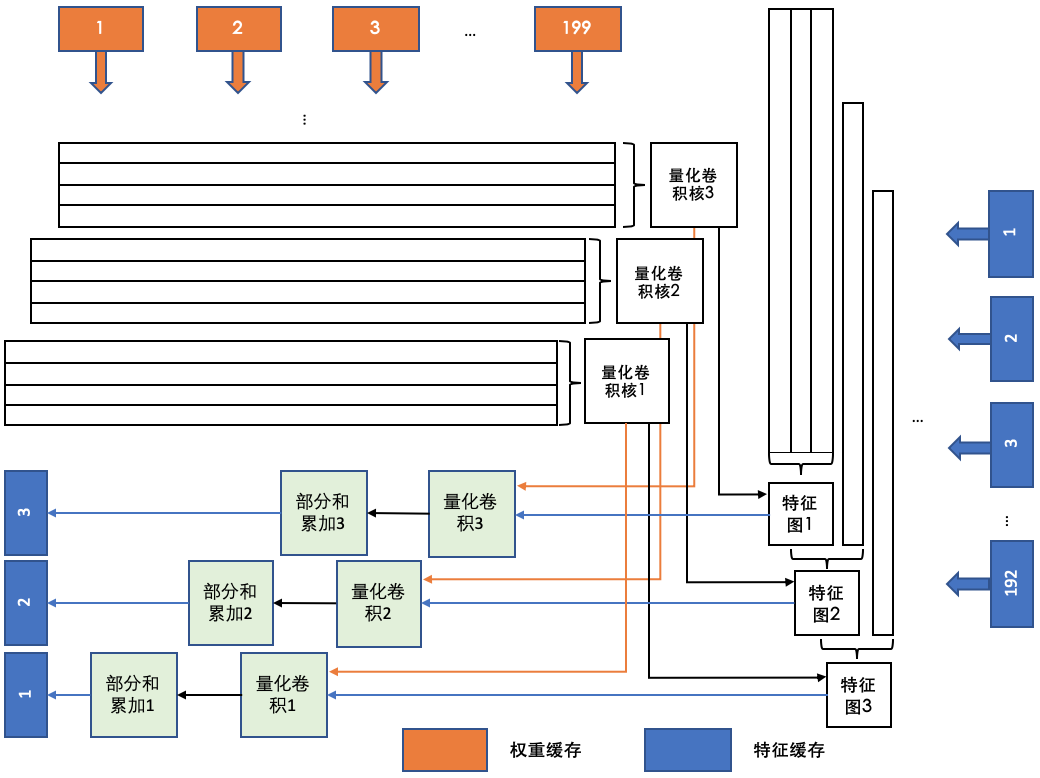 1
2
3
...
199
...
量化卷
积核3
量化卷
积核2
量化卷
积核1
1
2
3
...
...
192
特征
图1
特征
图2
特征
图3
3
部分和
累加3
量化卷
积3
2
部分和
累加2
量化卷
积2
1
部分和
累加1
量化卷
积1
权重缓存
特征缓存